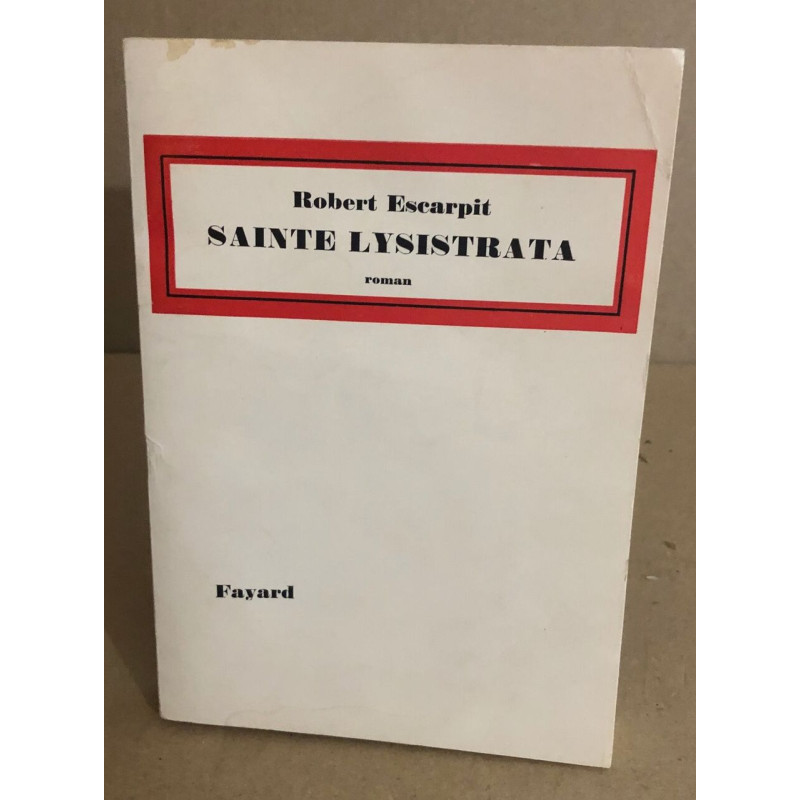 Robert Escarpit
SAINTE LYSISTRATA
roman
Fayard